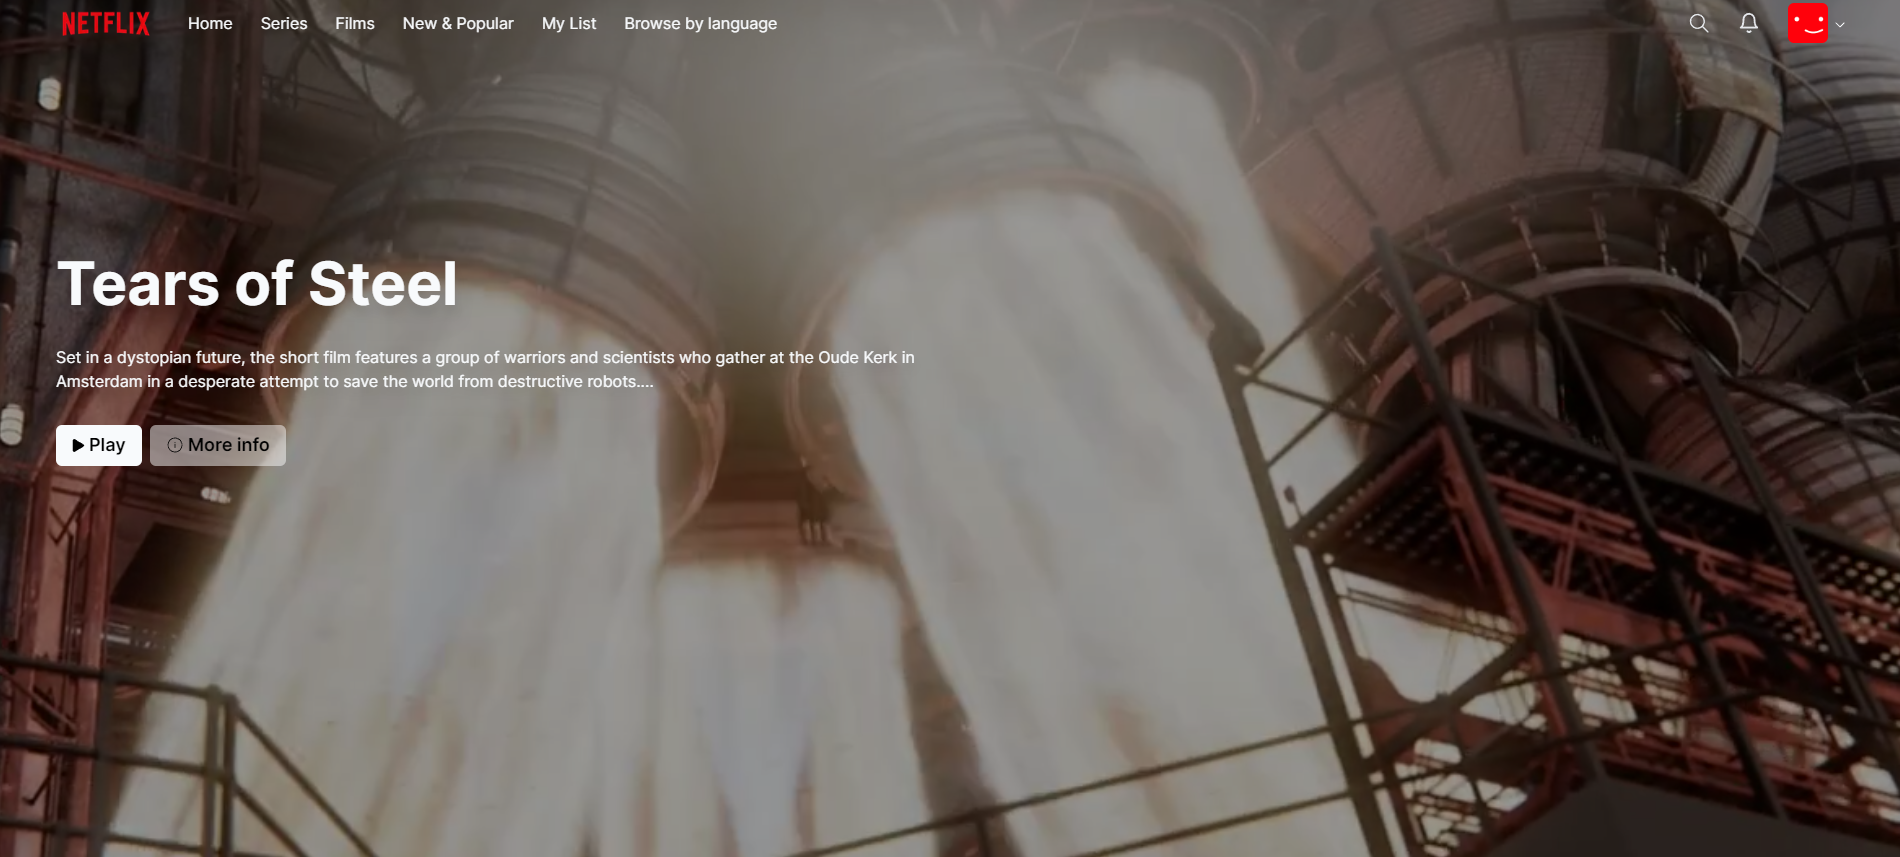 NETFLIX Home Series Films New & Popular My List Browse by language
Tears of Steel
Set in a dystopian future, the short film features a group of warriors and scientists who gather at the Oude Kerk in
Amsterdam in a desperate attempt to save the world from destructive robots....
Play More info